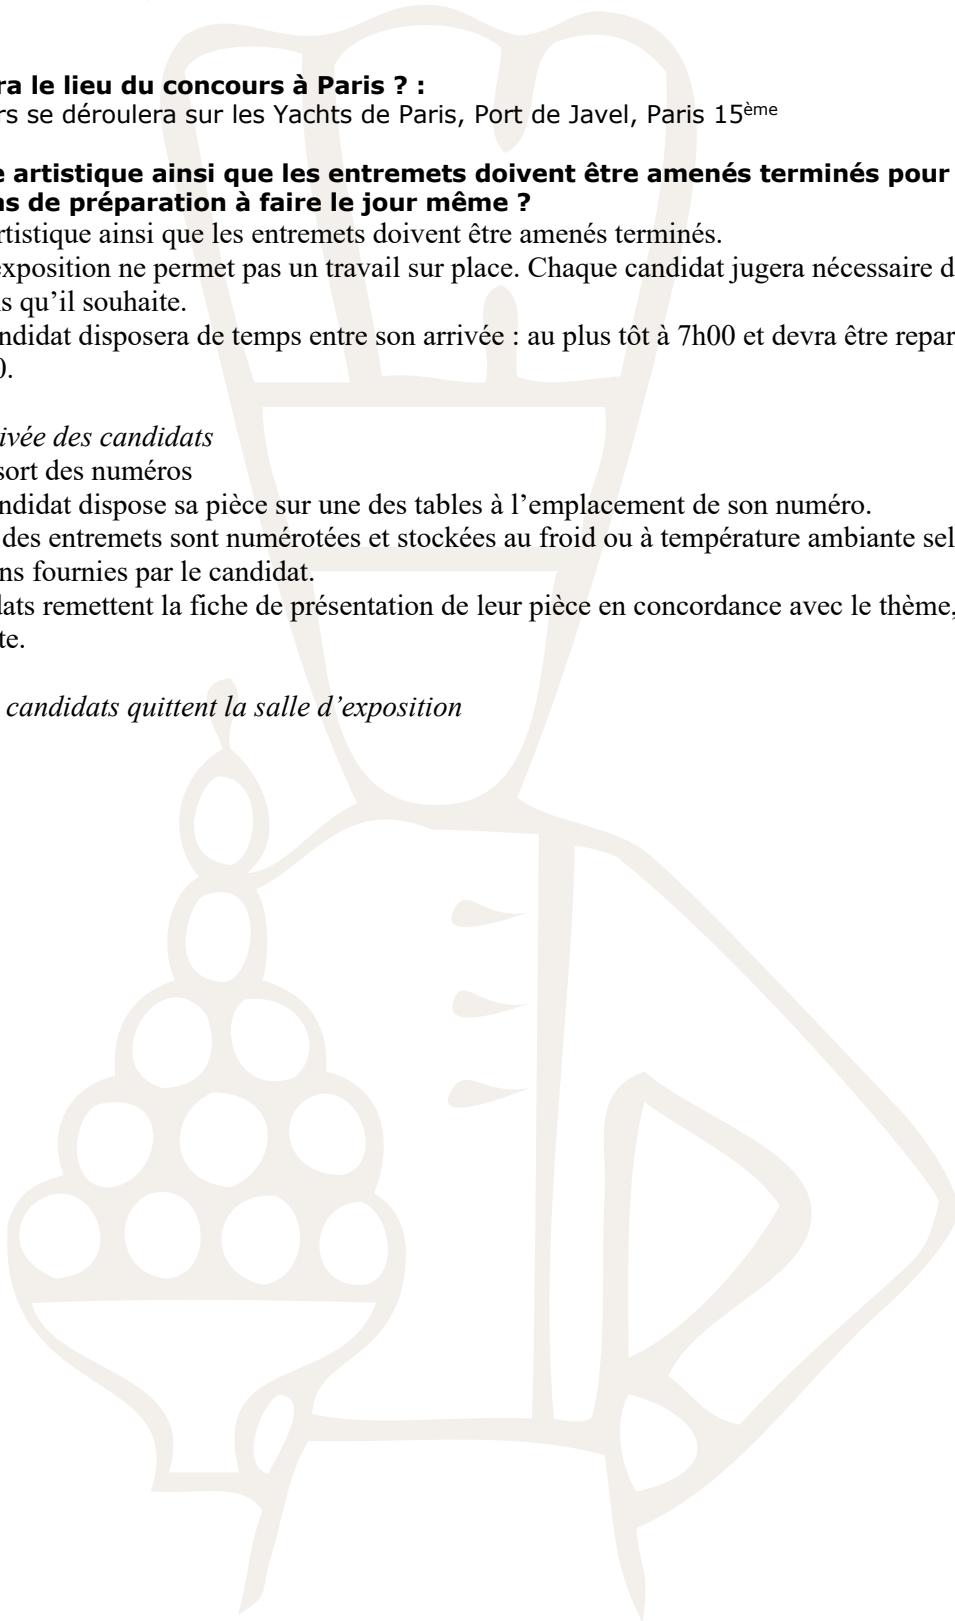 ra le lieu du concours à Paris ? :
rs se déroulera sur les Yachts de Paris, Port de Javel, Paris 15ème
e artistique ainsi que les entremets doivent être amenés terminés pour
ns de préparation à faire le jour même ?
rtistique ainsi que les entremets doivent être amenés terminés.
exposition ne permet pas un travail sur place. Chaque candidat jugera nécessaire d
s qu’il souhaite.
ndidat disposera de temps entre son arrivée : au plus tôt à 7h00 et devra être repar
0.
ivée des candidats
sort des numéros
ndidat dispose sa pièce sur une des tables à l’emplacement de son numéro.
des entremets sont numérotées et stockées au froid ou à température ambiante sel
ns fournies par le candidat.
dats remettent la fiche de présentation de leur pièce en concordance avec le thème,
te.
candidats quittent la salle d’exposition